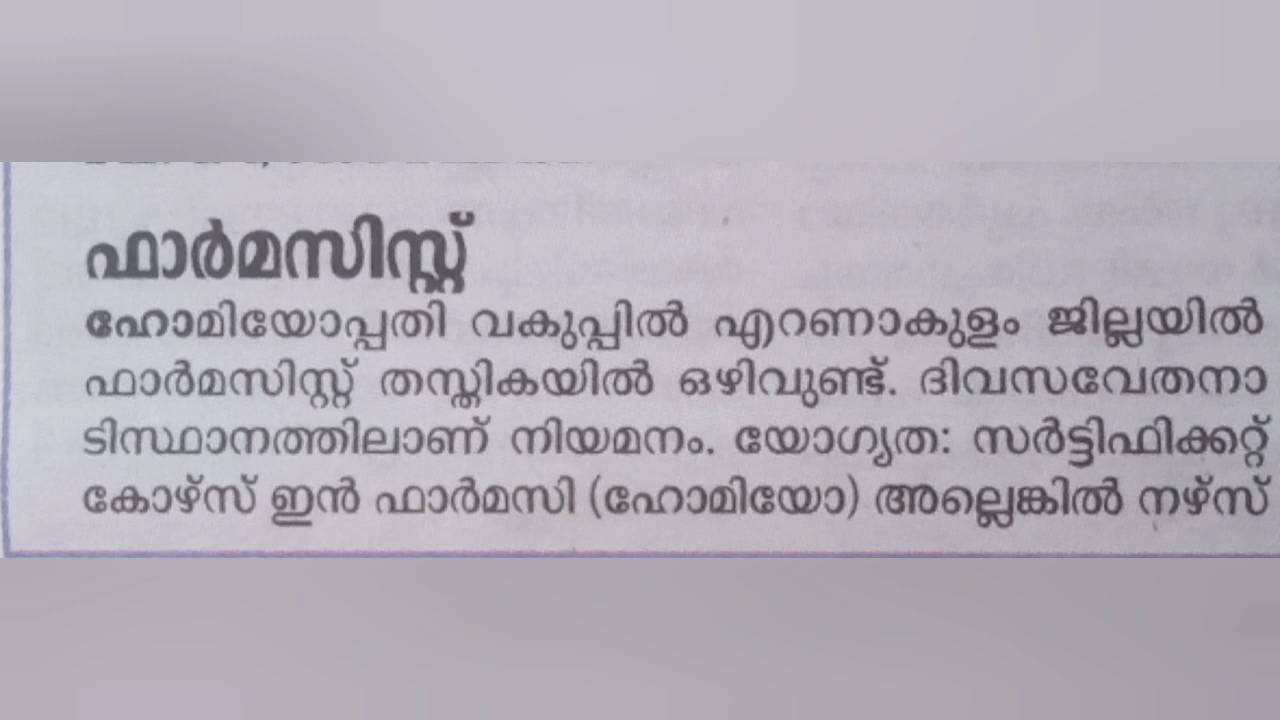 ഫാർമസിസ്റ്റ്
ഹോമിയോപ്പതി വകുപ്പിൽ എറണാകുളം ജില്ലയിൽ
ഫാർമസിസ്റ്റ് തസ്തികയിൽ ഒഴിവുണ്ട്. ദിവസവേതനാ
ടിസ്ഥാനത്തിലാണ് നിയമനം. യോഗ്യത: സർട്ടിഫിക്കറ്റ്
കോഴ്സ് ഇൻ ഫാർമസി (ഹോമിയോ) അല്ലെങ്കിൽ നഴ്സ്